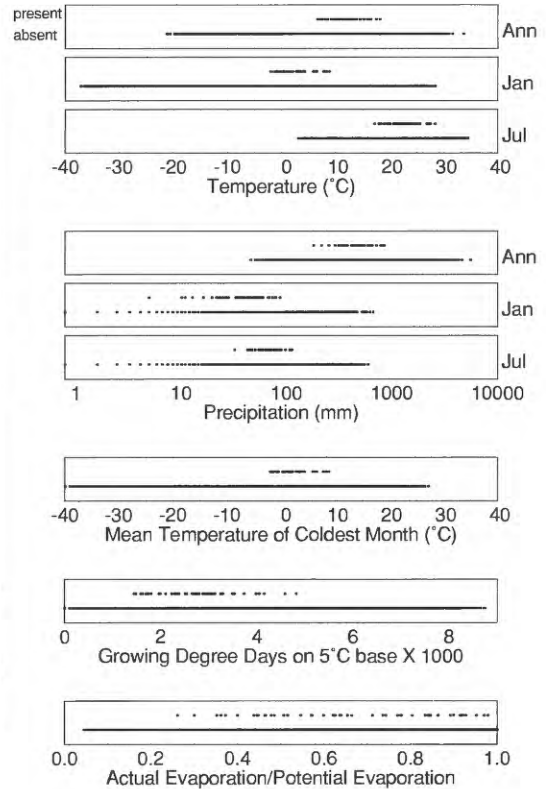 present
absent
Ann
Jan
Jul
-40 -30 -20 -10 0 10 20 30 40
Temperature (˚C)
Ann
Jan
Jul
1 10 100 1000 10000
Precipitation (mm)
-40 -30 -20 -10 0 10 20 30 40
Mean Temperature of Coldest Month (˚C)
0 2 4 6 8
Growing Degree Days on 5˚C base X 1000
0.0 0.2 0.4 0.6 0.8 1.0
Actual Evaporation/Potential Evaporation